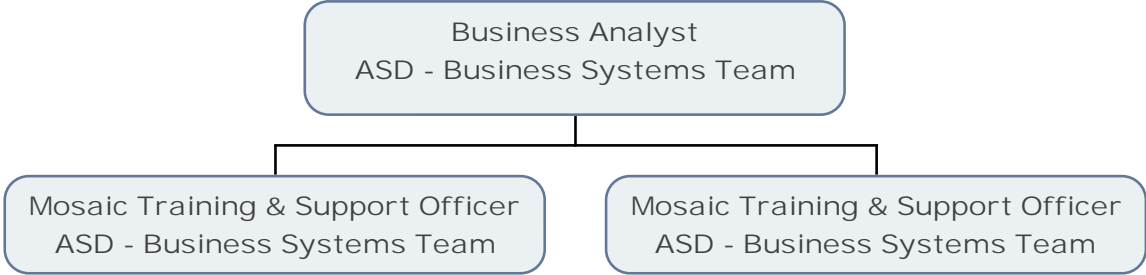 Business Analyst
ASD - Business Systems Team
Mosaic Training & Support Officer
ASD - Business Systems Team
Mosaic Training & Support Officer
ASD - Business Systems Team